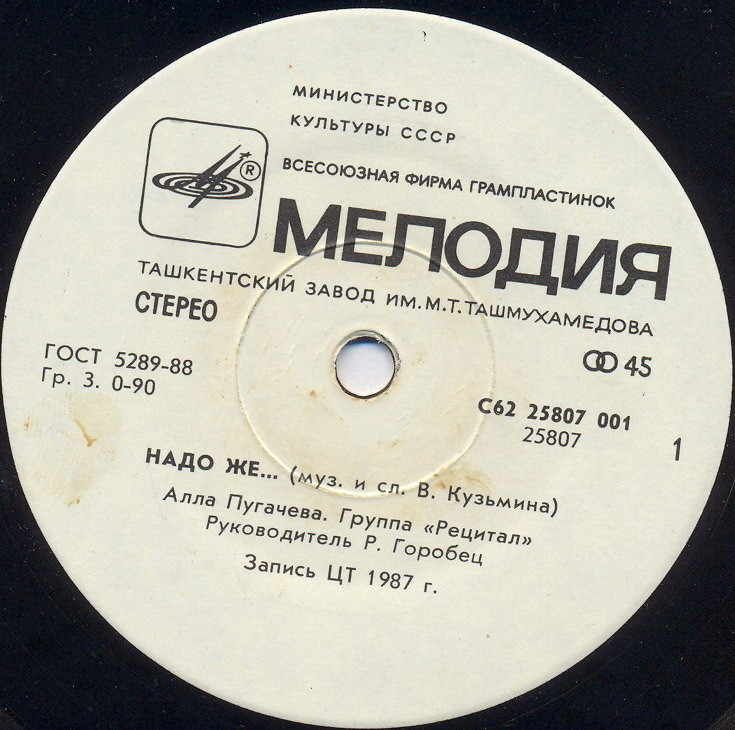 МИНИСТЕРСТВО
КУЛЬТУРЫ СССР
ВСЕСОЮЗНАЯ ФИРМА ГРАМПЛАСТИНОК
®
МЕЛОДИЯ
ТАШКЕНТСКИЙ ЗАВОД ИМ. М.Т. ТАШМУХАМЕДОВА
СТЕРЕО
45
ГОСТ 5289-88
Гр. 3. 0-90
С62 25807 001
25807
1
НАДО ЖЕ... (муз. и сл. В. Кузьмина)
Алла Пугачева. Группа «Рецитал»
Руководитель Р. Горобец
Запись ЦТ 1987 г.